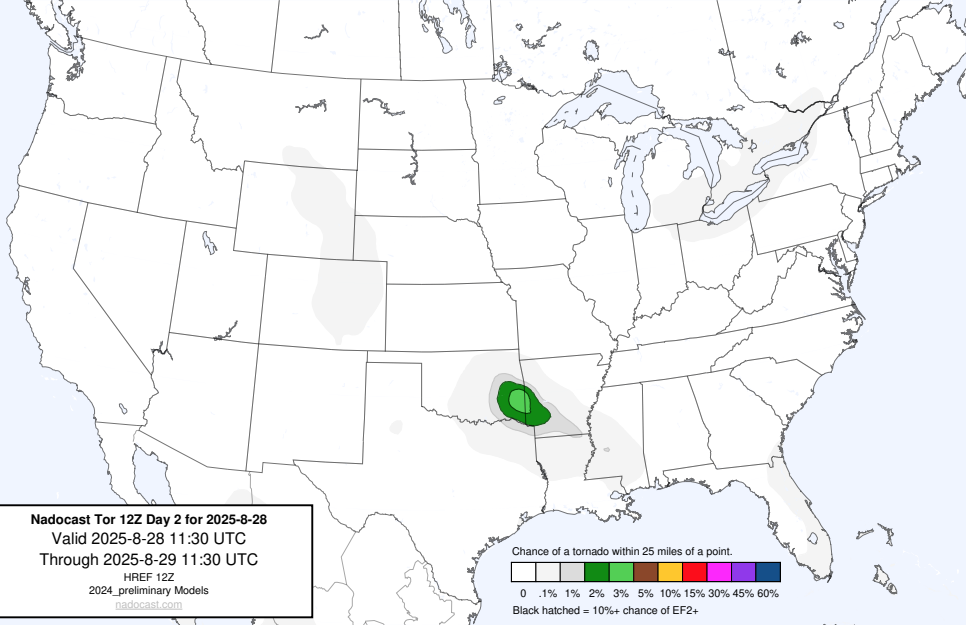 Nadocast Tor 12Z Day 2 for 2025-8-28
Valid 2025-8-28 11:30 UTC
Through 2025-8-29 11:30 UTC
HREF 12Z
2024_preliminary Models
nadocast.com
Chance of a tornado within 25 miles of a point.
0 .1% 1% 2% 3% 5% 10% 15% 30% 45% 60%
Black hatched = 10%+ chance of EF2+